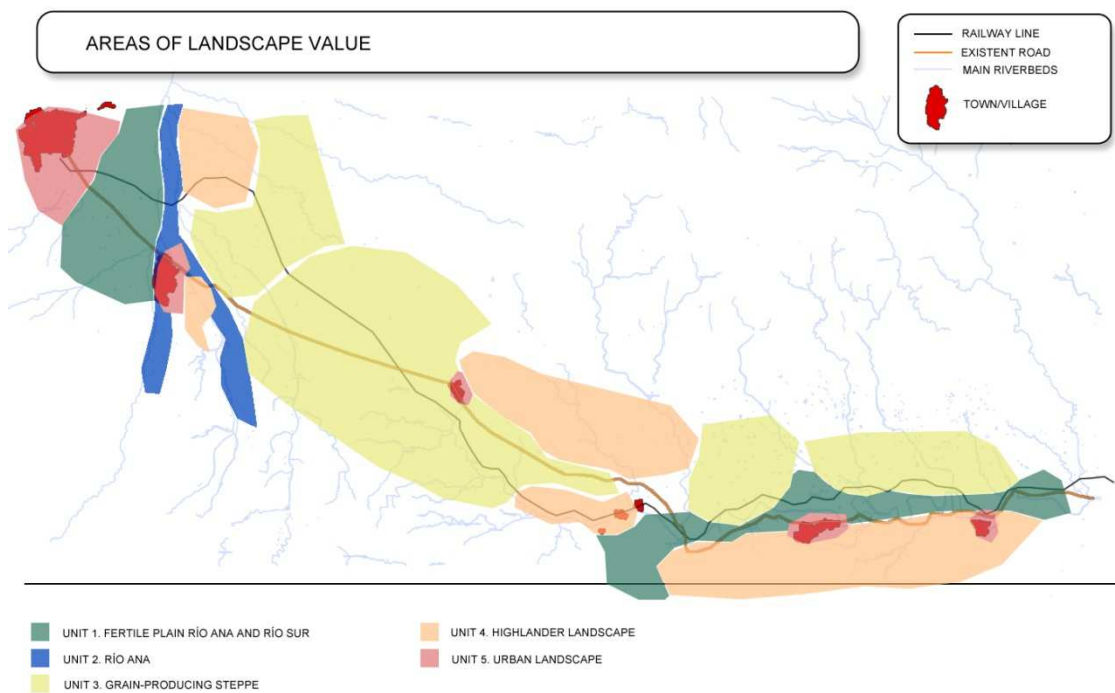 AREAS OF LANDSCAPE VALUE
RAILWAY LINE
EXISTENT ROAD
MAIN RIVERBEDS
TOWN/VILLAGE
UNIT 1. FERTILE PLAIN RÍO ANA AND RÍO SUR
UNIT 2. RÍO ANA
UNIT 3. GRAIN-PRODUCING STEPPE
UNIT 4. HIGHLANDER LANDSCAPE
UNIT 5. URBAN LANDSCAPE